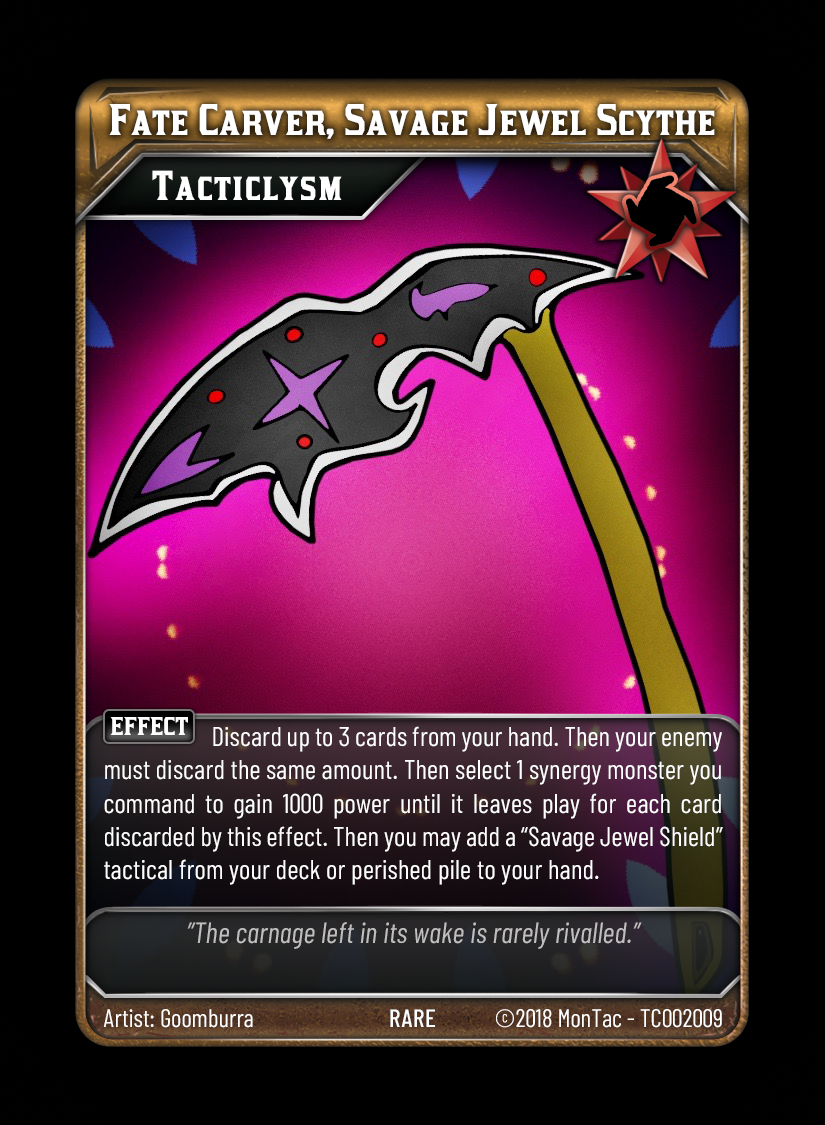 Fate Carver, Savage Jewel Scythe
Tacticlysm
EFFECT Discard up to 3 cards from your hand. Then your enemy
must discard the same amount. Then select 1 synergy monster you
command to gain 1000 power until it leaves play for each card
discarded by this effect. Then you may add a “Savage Jewel Shield”
tactical from your deck or perished pile to your hand.
“The carnage left in its wake is rarely rivalled.”
Artist: Goomburra RARE ©2018 MonTac - TC002009